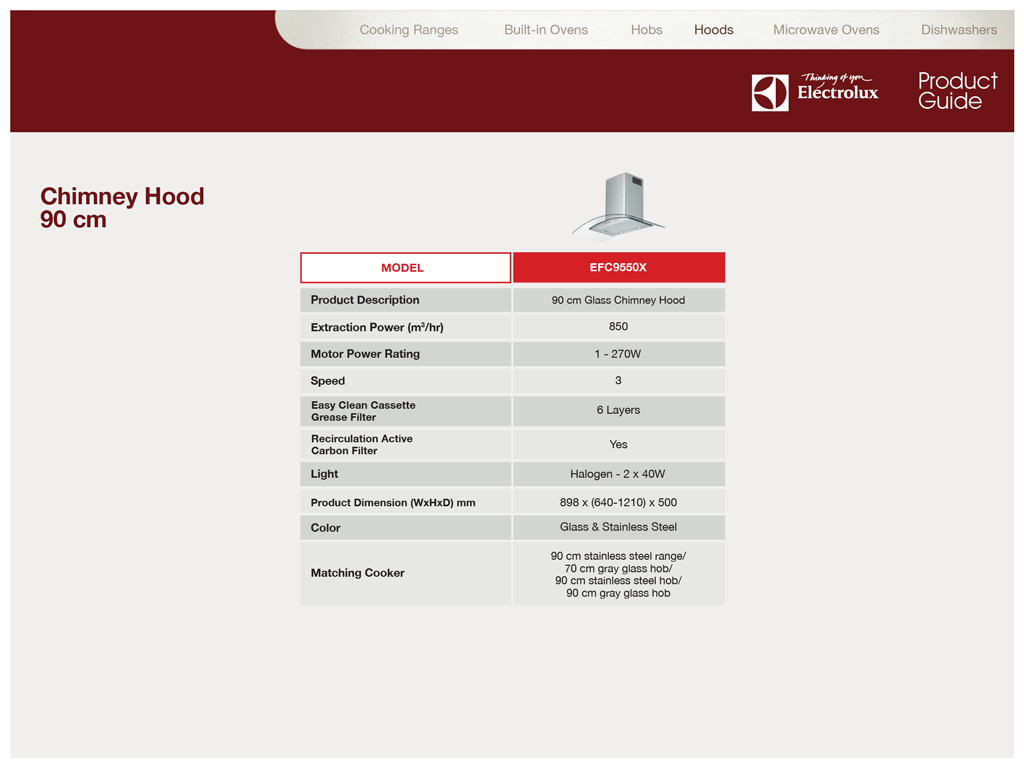 Cooking Ranges Built-in Ovens Hobs Hoods Microwave Ovens Dishwashers
Thinking of you
Electrolux
Product
Guide
Chimney Hood
90 cm
MODEL EFC9550X
Product Description 90 cm Glass Chimney Hood
Extraction Power (m³/hr) 850
Motor Power Rating 1 - 270W
Speed 3
Easy Clean Cassette
Grease Filter 6 Layers
Recirculation Active
Carbon Filter Yes
Light Halogen - 2 x 40W
Product Dimension (WxHxD) mm 898 x (640-1210) x 500
Color Glass & Stainless Steel
Matching Cooker
90 cm stainless steel range/
70 cm gray glass hob/
90 cm stainless steel hob/
90 cm gray glass hob